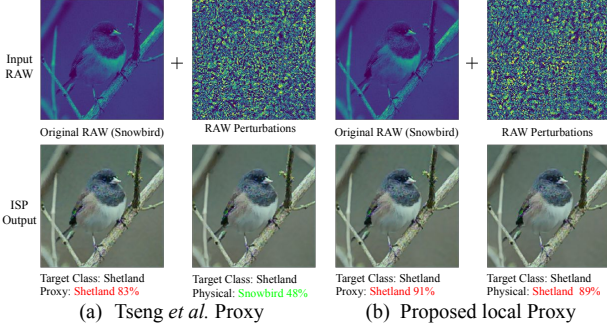 Input
RAW
+
+
Original RAW (Snowbird)
RAW Perturbations
Original RAW (Snowbird)
RAW Perturbations
ISP
Output
Target Class: Shetland
Proxy: Shetland 83%
Target Class: Shetland
Physical: Snowbird 48%
Target Class: Shetland
Proxy: Shetland 91%
Target Class: Shetland
Physical: Shetland 89%
(a) Tseng et al. Proxy
(b) Proposed local Proxy